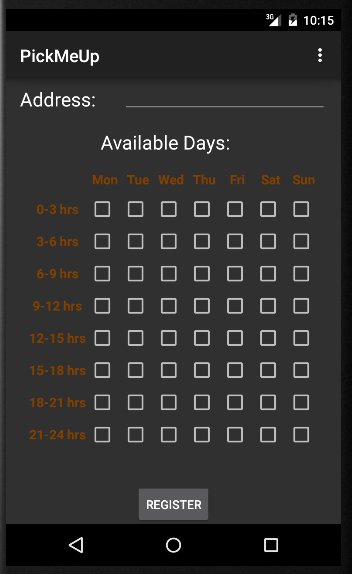 3G 10:15
PickMeUp
Address:
Available Days:
Mon Tue Wed Thu Fri Sat Sun
0-3 hrs
3-6 hrs
6-9 hrs
9-12 hrs
12-15 hrs
15-18 hrs
18-21 hrs
21-24 hrs
REGISTER